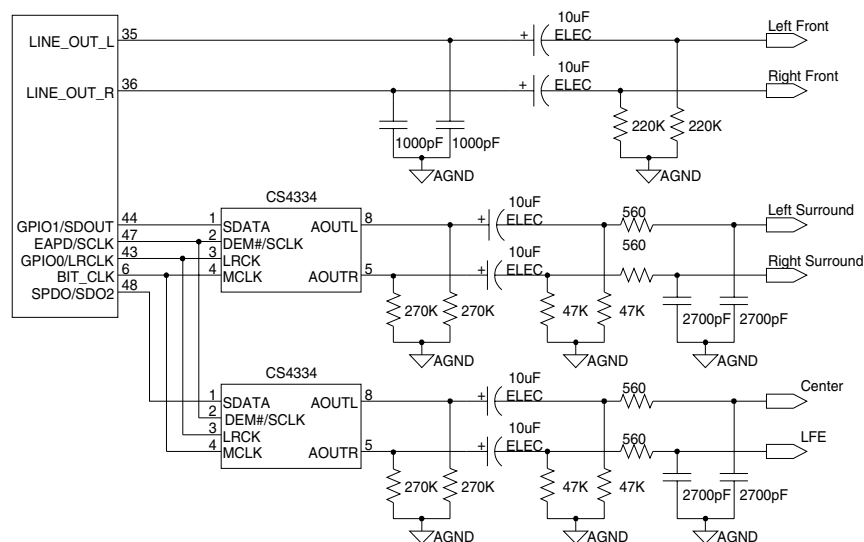 10uF
ELEC
Left Front
35
LINE_OUT_L
+
10uF
ELEC
Right Front
36
LINE_OUT_R
+
1000pF
1000pF
220K
220K
AGND
AGND
CS4334
10uF
ELEC
Left Surround
560
GPIO1/SDOUT
44
1
SDATA
AOUTL
8
+
EAPD/SCLK
47
2
DEM#/SCLK
10uF
ELEC
560
Right Surround
GPIO0/LRCLK
43
3
LRCK
BIT_CLK
6
4
MCLK
AOUTR
5
+
SPDO/SDO2
48
270K
270K
47K
47K
2700pF
2700pF
AGND
AGND
AGND
CS4334
10uF
ELEC
560
Center
1
SDATA
AOUTL
8
+
2
DEM#/SCLK
10uF
ELEC
560
LFE
3
LRCK
4
MCLK
AOUTR
5
+
270K
270K
47K
47K
2700pF
2700pF
AGND
AGND
AGND